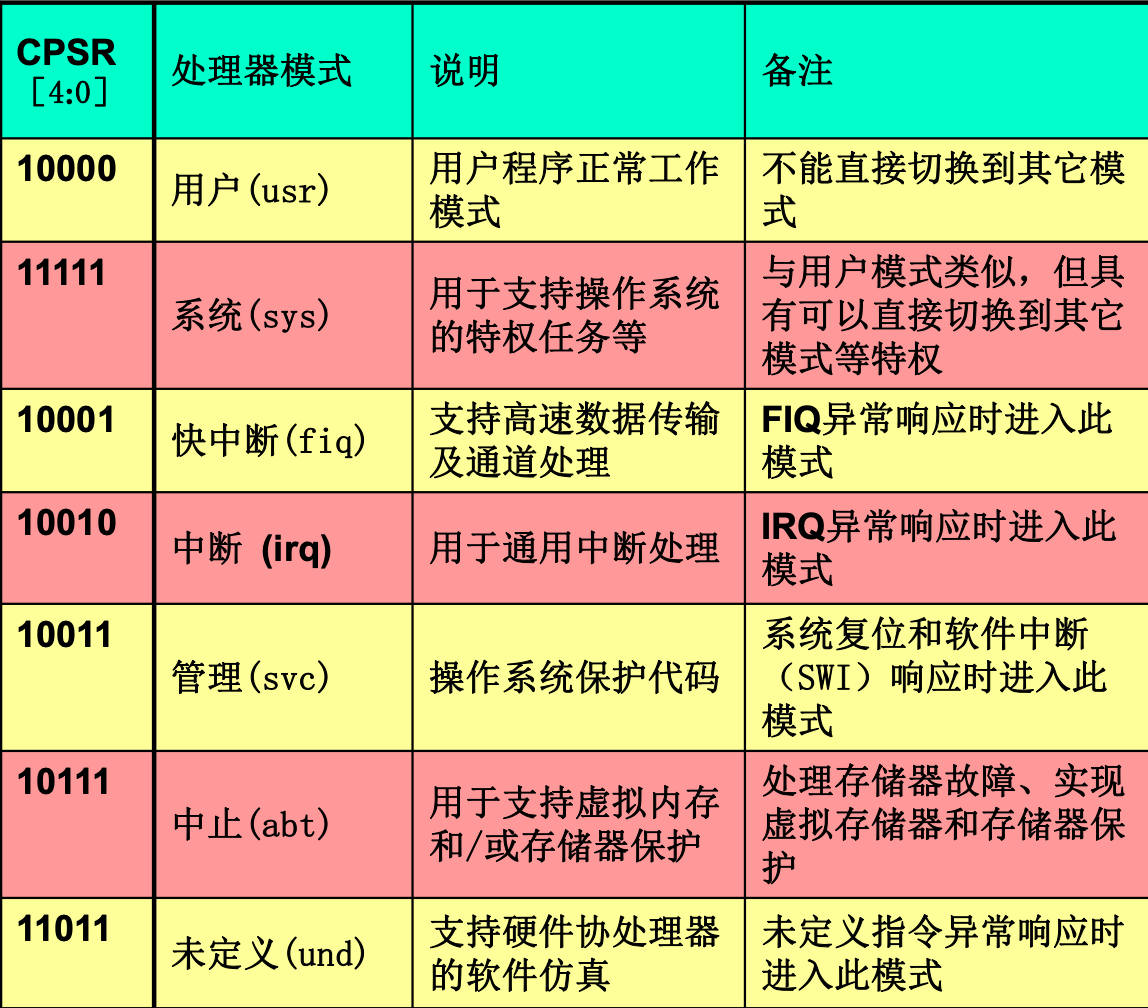 CPSR
［4:0］
处理器模式
说明
备注
10000
用户(usr)
用户程序正常工作
模式
不能直接切换到其它模
式
11111
系统(sys)
用于支持操作系统
的特权任务等
与用户模式类似，但具
有可以直接切换到其它
模式等特权
10001
快中断(fiq)
支持高速数据传输
及通道处理
FIQ异常响应时进入此
模式
10010
中断 (irq)
用于通用中断处理
IRQ异常响应时进入此
模式
10011
管理(svc)
操作系统保护代码
系统复位和软件中断
（SWI）响应时进入此
模式
10111
中止(abt)
用于支持虚拟内存
和/或存储器保护
处理存储器故障、实现
虚拟存储器和存储器保
护
11011
未定义(und)
支持硬件协处理器
的软件仿真
未定义指令异常响应时
进入此模式